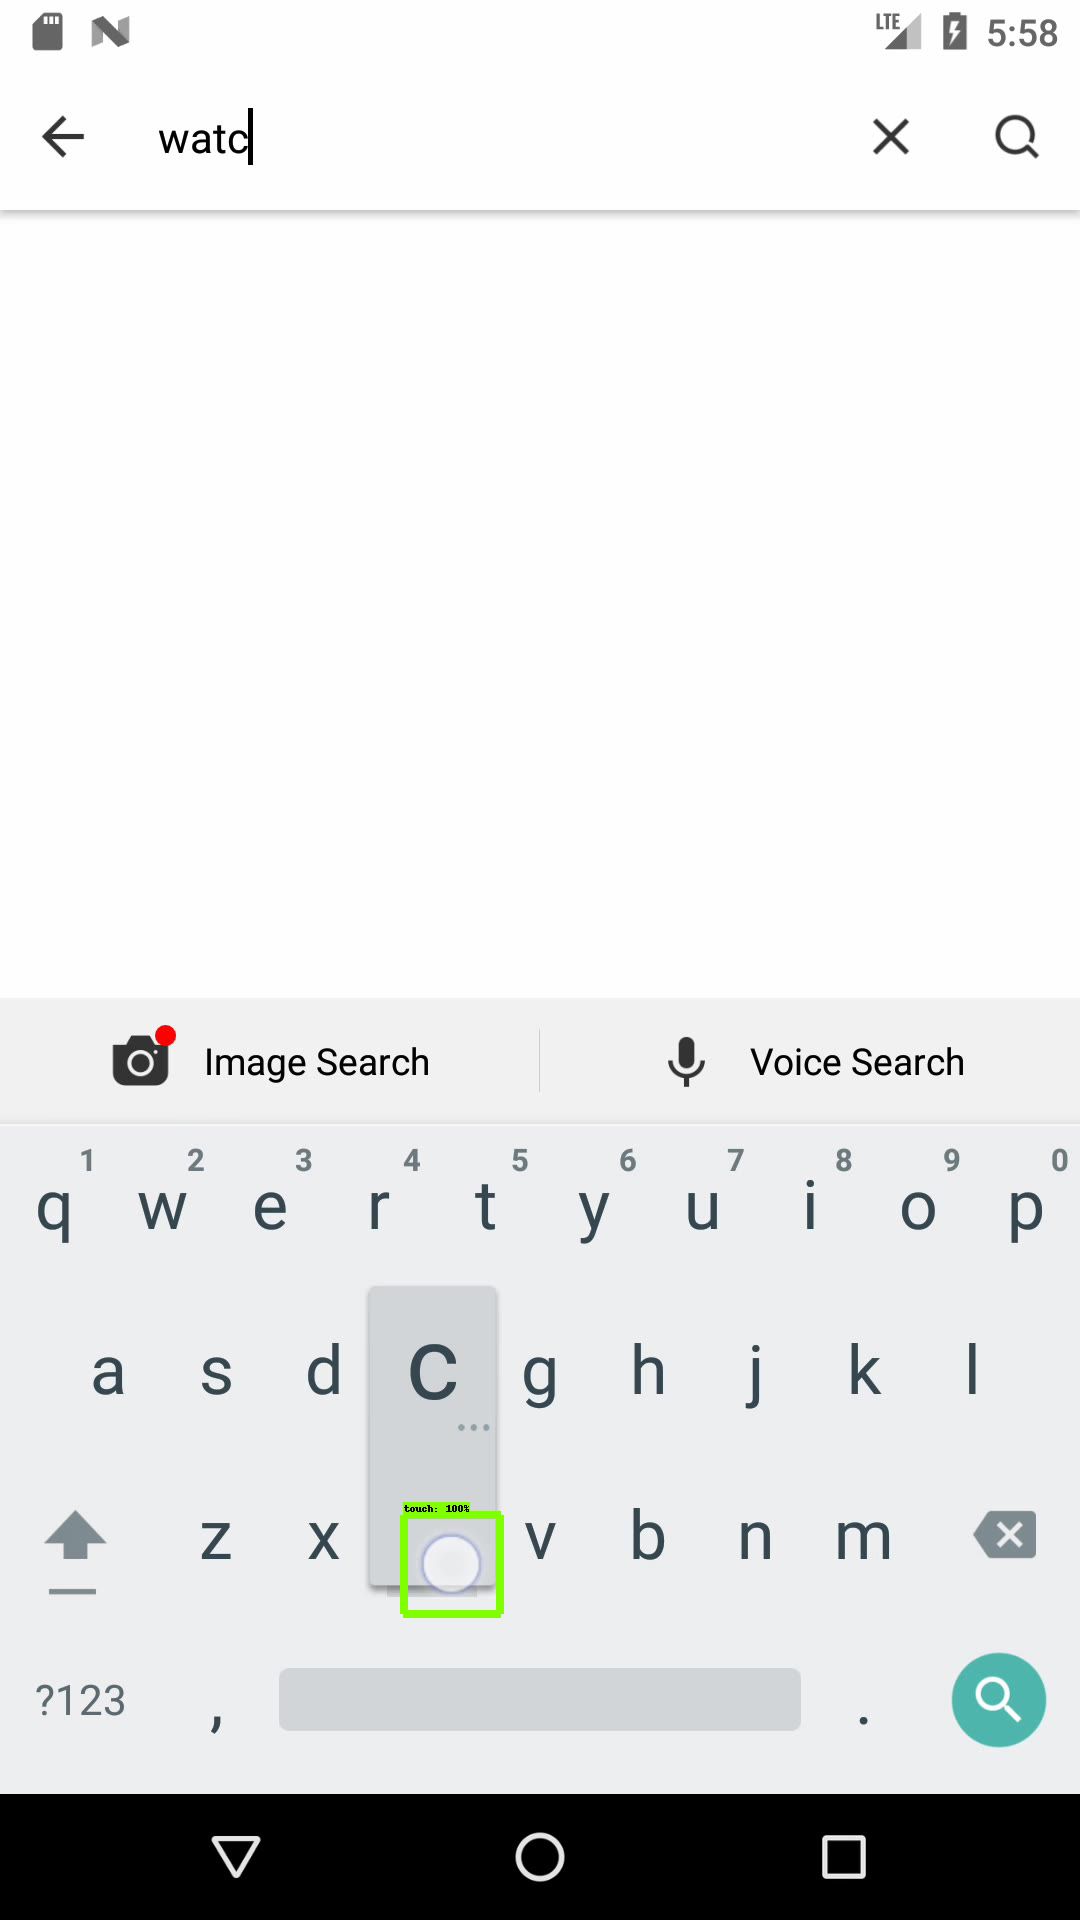 LTE 5:58
watc
Image Search Voice Search
1 2 3 4 5 6 7 8 9 0
q w e r t y u i o p
a s d c g h j k l
touch: 100%
z x v b n m
?123 , .